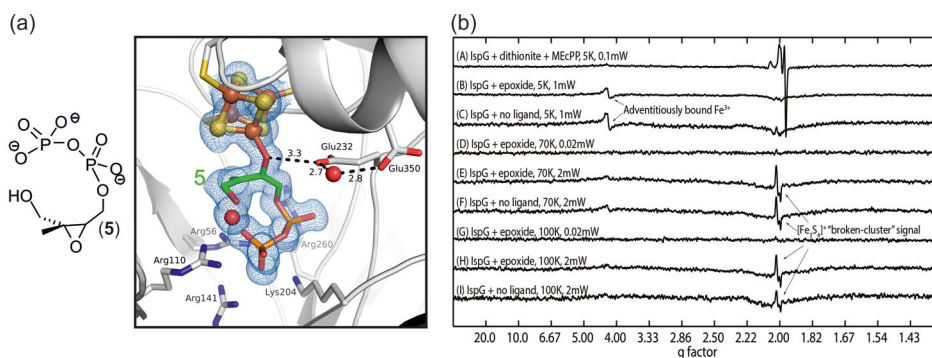 (a)
⊖
O O
O P O P O
O O ⊖
⊖
HO O
O
(5)
3.3
Glu232
2.7
2.8
Glu350
5
Arg56
Arg260
Arg110
Arg141
Lys204
(b)
(A) IspG + dithionite + MEcPP, 5K, 0.1mW
(B) IspG + epoxide, 5K, 1mW
Adventitiously bound Fe³⁺
(C) IspG + no ligand, 5K, 1mW
(D) IspG + epoxide, 70K, 0.02mW
(E) IspG + epoxide, 70K, 2mW
(F) IspG + no ligand, 70K, 2mW
[Fe₃S₄]⁺ "broken-cluster" signal
(G) IspG + epoxide, 100K, 0.02mW
(H) IspG + epoxide, 100K, 2mW
(I) IspG + no ligand, 100K, 2mW
20.0 6.67 4.00 3.33 2.86 2.50 2.22 2.00 1.82 1.67 1.54 1.43
g factor